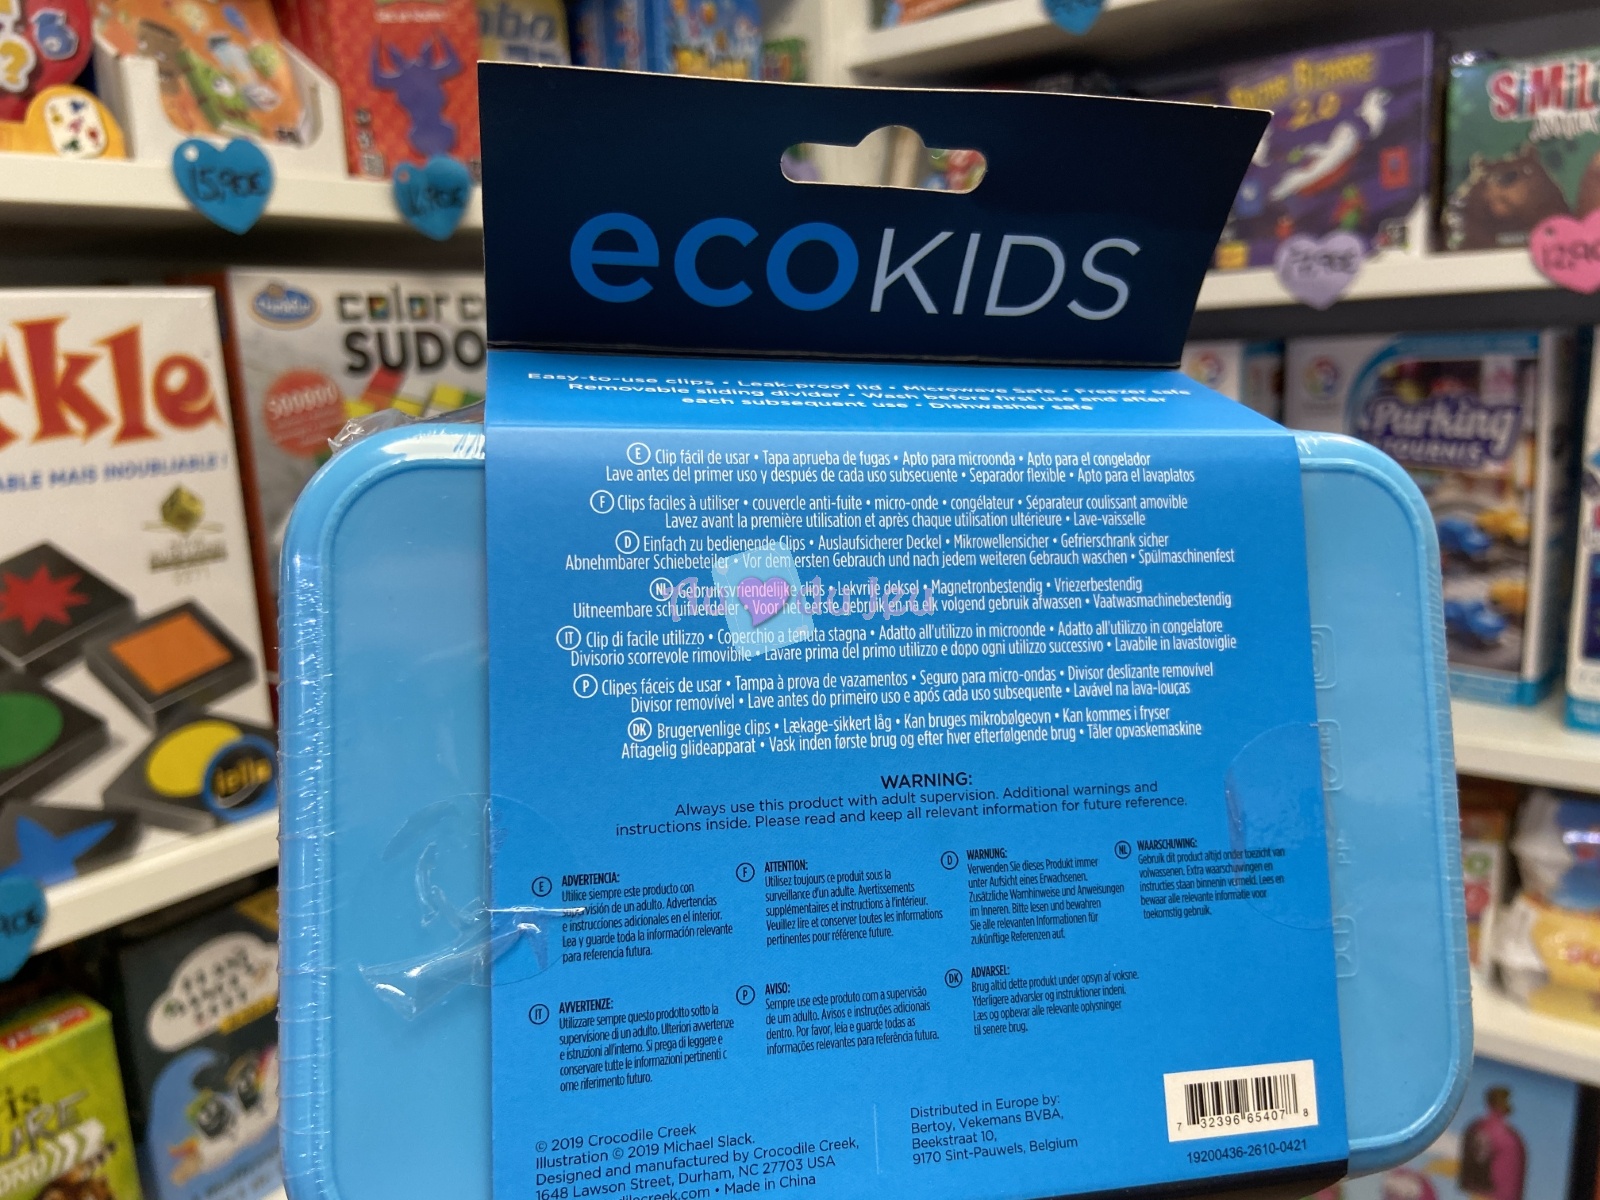 ecoKIDS
Easy-to-use clips • Leak-proof lid • Microwave Safe • Freezer safe
Removable sliding divider • Wash before first use and after
each subsequent use • Dishwasher safe
E Clip fácil de usar • Tapa aprueba de fugas • Apto para microonda • Apto para el congelador
Lave antes del primer uso y después de cada uso subsecuente • Separador flexible • Apto para el lavaplatos
F Clips faciles à utiliser • couvercle anti-fuite • micro-onde • congélateur • Séparateur coulissant amovible
Lavez avant la première utilisation et après chaque utilisation ultérieure • Lave-vaisselle
D Einfach zu bedienende Clips • Auslaufsicherer Deckel • Mikrowellensicher • Gefrierschrank sicher
Abnehmbarer Schiebeteiler • Vor dem ersten Gebrauch und nach jedem weiteren Gebrauch waschen • Spülmaschinenfest
NL Gebruiksvriendelijke clips • Lekvrije deksel • Magnetronbestendig • Vriezerbestendig
Uitneembare schuifverdeler • Voor het eerste gebruik en na elk volgend gebruik afwassen • Vaatwasmachinebestendig
IT Clip di facile utilizzo • Coperchio a tenuta stagna • Adatto all'utilizzo in microonde • Adatto all'utilizzo in congelatore
Divisorio scorrevole rimovibile • Lavare prima del primo utilizzo e dopo ogni utilizzo successivo • Lavabile in lavastoviglie
P Clipes fáceis de usar • Tampa à prova de vazamentos • Seguro para micro-ondas • Divisor deslizante removível
Divisor removível • Lave antes do primeiro uso e após cada uso subsequente • Lavável na lava-louças
DK Brugervenlige clips • Lækage-sikkert låg • Kan bruges mikrobølgeovn • Kan kommes i fryser
Aftagelig glideapparat • Vask inden første brug og efter hver efterfølgende brug • Tåler opvaskemaskine
WARNING:
Always use this product with adult supervision. Additional warnings and
instructions inside. Please read and keep all relevant information for future reference.
E ADVERTENCIA:
Utilice siempre este producto con
supervisión de un adulto. Advertencias
e instrucciones adicionales en el interior.
Lea y guarde toda la información relevante
para referencia futura.
F ATTENTION:
Utilisez toujours ce produit sous la
surveillance d'un adulte. Avertissements
supplémentaires et instructions à l'intérieur.
Veuillez lire et conserver toutes les informations
pertinentes pour référence future.
D WARNUNG:
Verwenden Sie dieses Produkt immer
unter Aufsicht eines Erwachsenen.
Zusätzliche Warnhinweise und Anweisungen
im Inneren. Bitte lesen und bewahren
Sie alle relevanten Informationen für
zukünftige Referenzen auf.
NL WAARSCHUWING:
Gebruik dit product altijd onder toezicht van
volwassenen. Extra waarschuwingen en
instructies staan binnenin vermeld. Lees en
bewaar alle relevante informatie voor
toekomstig gebruik.
IT AVVERTENZE:
Utilizzare sempre questo prodotto sotto la
supervisione di un adulto. Ulteriori avvertenze
e istruzioni all'interno. Si prega di leggere e
conservare tutte le informazioni pertinenti c
ome riferimento futuro.
P AVISO:
Sempre use este produto com a supervisão
de um adulto. Avisos e instruções adicionais
dentro. Por favor, leia e guarde todas as
informações relevantes para referência futura.
DK ADVARSEL:
Brug altid dette produkt under opsyn af voksne.
Yderligere advarsler og instruktioner indeni.
Læs og opbevar alle relevante oplysninger
til senere brug.
© 2019 Crocodile Creek
Illustration © 2019 Michael Slack.
Designed and manufactured by Crocodile Creek,
1648 Lawson Street, Durham, NC 27703 USA
• Made in China
Distributed in Europe by:
Bertoy, Vekemans BVBA,
Beekstraat 10,
9170 Sint-Pauwels, Belgium
7 32396 65407 8
19200436-2610-0421
15,90€
SUDO
500000
ABLE MAIS INOUBLIABLE !
iello
2.0
12,90
Parking
TOURNIS